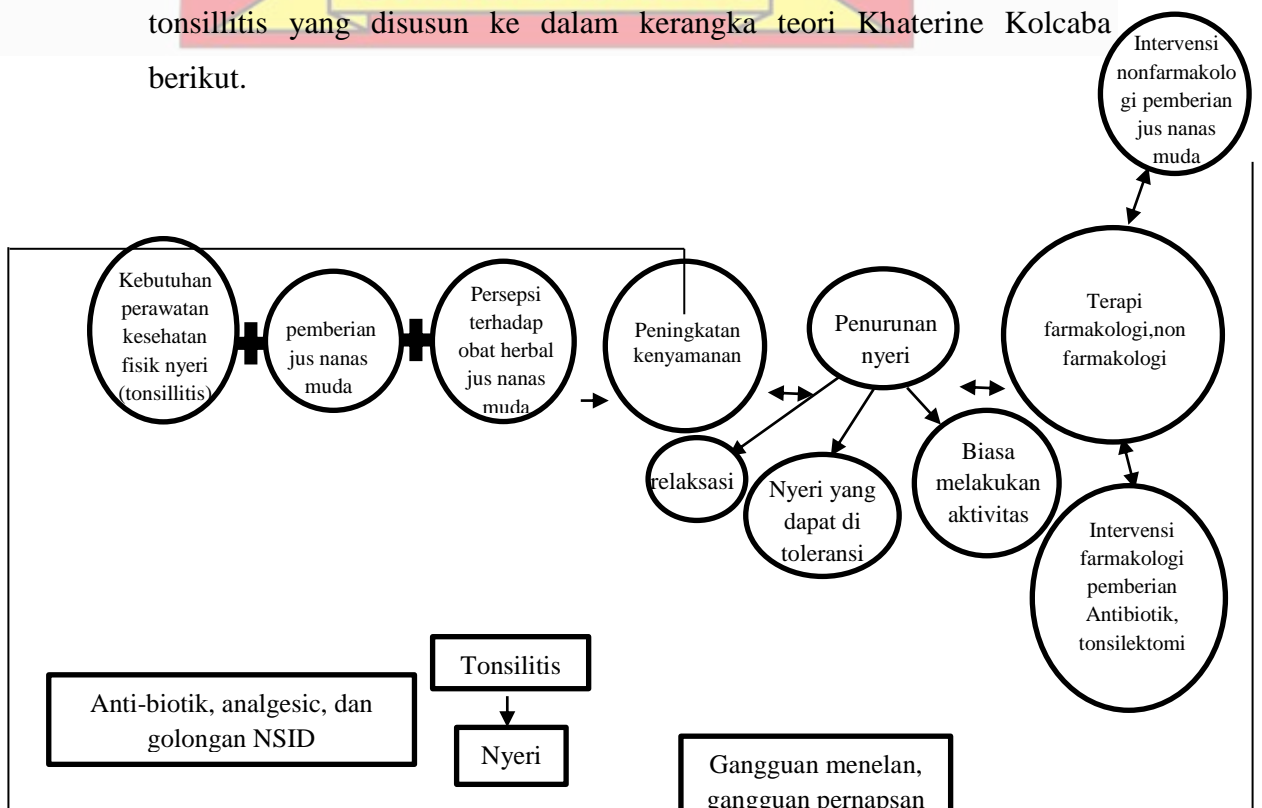 tonsillitis yang disusun ke dalam kerangka teori Khaterine Kolcaba
berikut.
Intervensi
nonfarmakolo
gi pemberian
jus nanas
muda
Kebutuhan
perawatan
kesehatan
fisik nyeri
(tonsillitis)
pemberian
jus nanas
muda
Persepsi
terhadap
obat herbal
jus nanas
muda
Peningkatan
kenyamanan
Penurunan
nyeri
Terapi
farmakologi,non
farmakologi
relaksasi
Nyeri yang
dapat di
toleransi
Biasa
melakukan
aktivitas
Intervensi
farmakologi
pemberian
Antibiotik,
tonsilektomi
Anti-biotik, analgesic, dan
golongan NSID
Tonsilitis
Nyeri
Gangguan menelan,
gangguan pernapsan